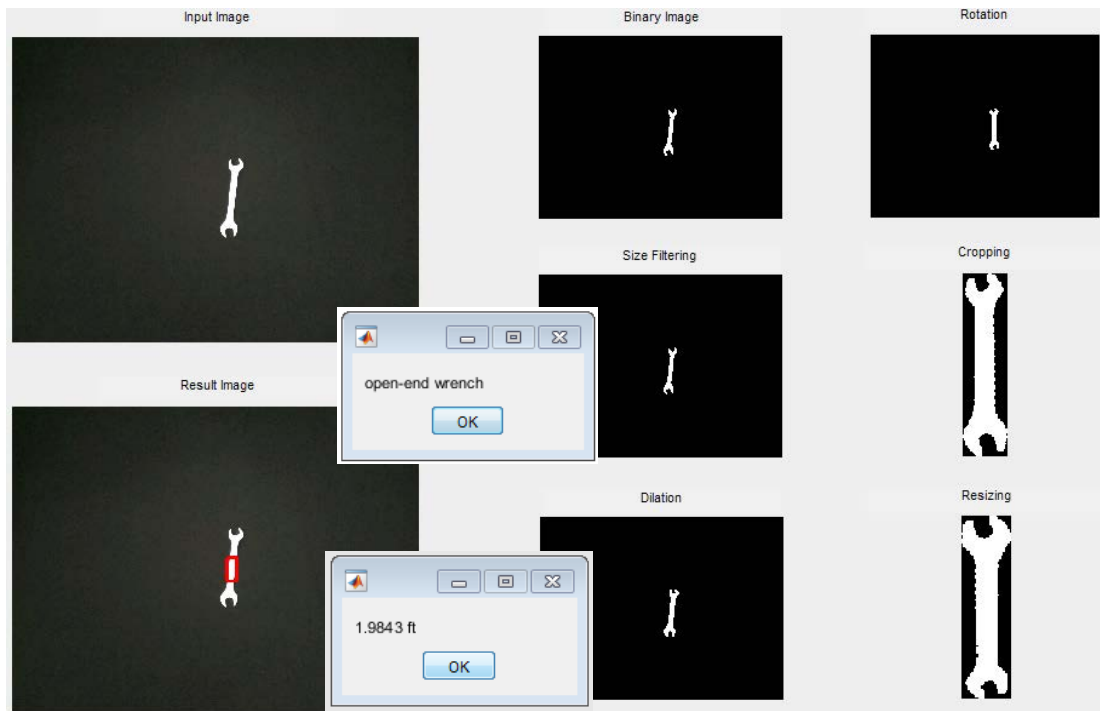 Input Image
Binary Image
Rotation
Size Filtering
Cropping
open-end wrench
OK
Result Image
Dilation
Resizing
1.9843 ft
OK